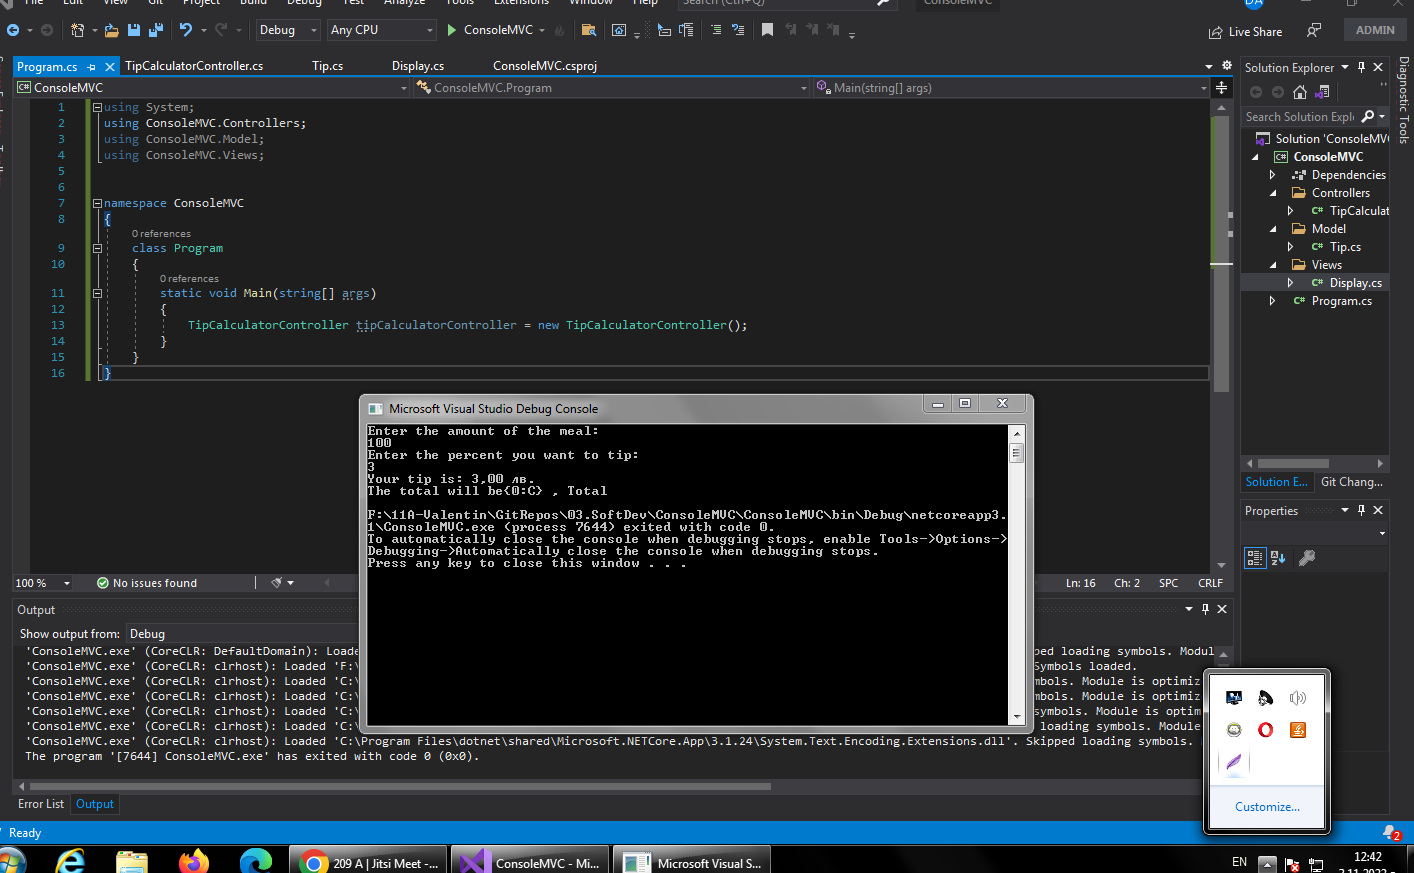 File Edit View Git Project Build Debug Test Analyze Tools Extensions Window Help Search (Ctrl+Q) ConsoleMVC DA
Debug Any CPU ConsoleMVC Live Share ADMIN
Program.cs TipCalculatorController.cs Tip.cs Display.cs ConsoleMVC.csproj
ConsoleMVC ConsoleMVC.Program Main(string[] args)
1 using System;
2 using ConsoleMVC.Controllers;
3 using ConsoleMVC.Model;
4 using ConsoleMVC.Views;
5
6
7 namespace ConsoleMVC
8 {
0 references
9 class Program
10 {
0 references
11 static void Main(string[] args)
12 {
13 TipCalculatorController tipCalculatorController = new TipCalculatorController();
14 }
15 }
16 }
Microsoft Visual Studio Debug Console
Enter the amount of the meal:
100
Enter the percent you want to tip:
3
Your tip is: 3,00 лв.
The total will be{0:C} , Total
F:\11A-Valentin\GitRepos\03.SoftDev\ConsoleMVC\ConsoleMVC\bin\Debug\netcoreapp3.
1\ConsoleMVC.exe (process 7644) exited with code 0.
To automatically close the console when debugging stops, enable Tools->Options->
Debugging->Automatically close the console when debugging stops.
Press any key to close this window . . .
100 % No issues found Ln: 16 Ch: 2 SPC CRLF
Output
Show output from: Debug
'ConsoleMVC.exe' (CoreCLR: DefaultDomain): Loade ped loading symbols. Modul
'ConsoleMVC.exe' (CoreCLR: clrhost): Loaded 'F:\ Symbols loaded.
'ConsoleMVC.exe' (CoreCLR: clrhost): Loaded 'C:\ mbols. Module is optimiz
'ConsoleMVC.exe' (CoreCLR: clrhost): Loaded 'C:\ mbols. Module is optimiz
'ConsoleMVC.exe' (CoreCLR: clrhost): Loaded 'C:\ ymbols. Module is optim
'ConsoleMVC.exe' (CoreCLR: clrhost): Loaded 'C:\ loading symbols. Module
'ConsoleMVC.exe' (CoreCLR: clrhost): Loaded 'C:\Program Files\dotnet\shared\Microsoft.NETCore.App\3.1.24\System.Text.Encoding.Extensions.dll'. Skipped loading symbols.
The program '[7644] ConsoleMVC.exe' has exited with code 0 (0x0).
Error List Output
Ready
Solution Explorer
Search Solution Explo
Solution 'ConsoleMV
ConsoleMVC
Dependencies
Controllers
TipCalculat
Model
Tip.cs
Views
Display.cs
Program.cs
Solution E... Git Chang...
Properties
Diagnostic Tools
Customize...
2
209 A | Jitsi Meet -... ConsoleMVC - Mi... Microsoft Visual S...
EN 12:42